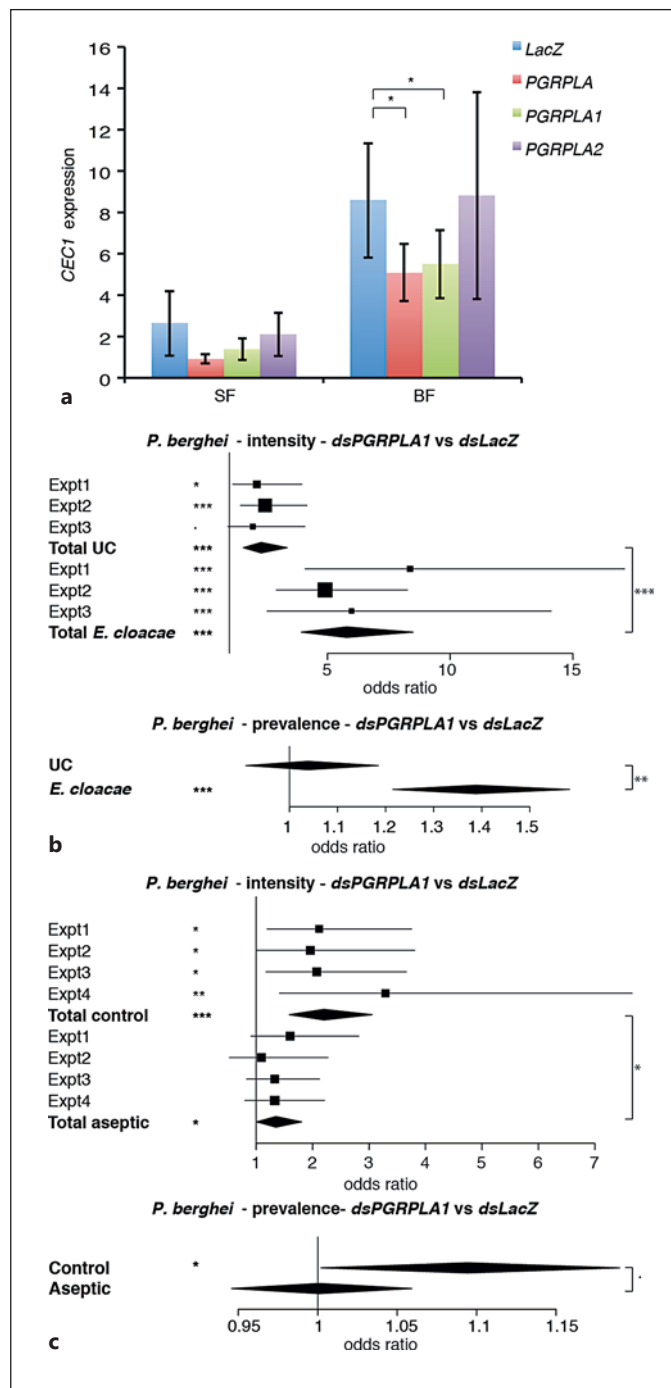 16
14
12
10
8
6
4
2
0
CEC1 expression
LacZ
PGRPLA
PGRPLA1
PGRPLA2
*
*
SF
BF
a
P. berghei - intensity - dsPGRPLA1 vs dsLacZ
Expt1 *
Expt2 ***
Expt3 .
Total UC ***
Expt1 ***
Expt2 ***
Expt3 ***
Total E. cloacae ***
***
5 10 15
odds ratio
P. berghei - prevalence - dsPGRPLA1 vs dsLacZ
UC
E. cloacae ***
**
1 1.1 1.2 1.3 1.4 1.5
odds ratio
b
P. berghei - intensity - dsPGRPLA1 vs dsLacZ
Expt1 *
Expt2 *
Expt3 *
Expt4 **
Total control ***
Expt1
Expt2
Expt3
Expt4
Total aseptic *
*
1 2 3 4 5 6 7
odds ratio
P. berghei - prevalence- dsPGRPLA1 vs dsLacZ
Control *
Aseptic
.
0.95 1 1.05 1.1 1.15
odds ratio
c